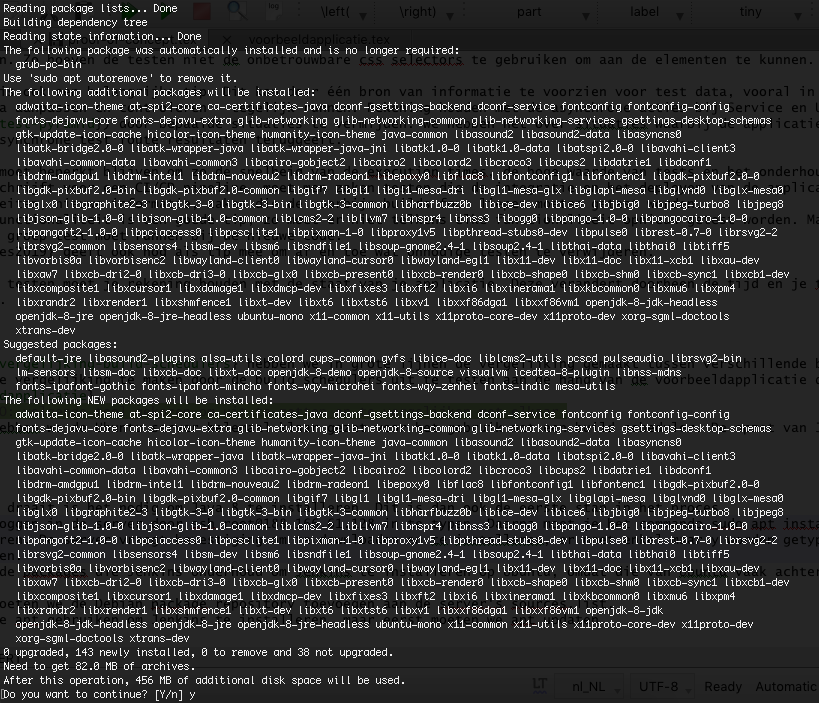 \left( \right) part label tiny
voorbeeldapplicatie.tex
Reading package lists... Done
Building dependency tree
Reading state information... Done
The following package was automatically installed and is no longer required:
grub-pc-bin
Use 'sudo apt autoremove' to remove it.
The following additional packages will be installed:
adwaita-icon-theme at-spi2-core ca-certificates-java dconf-gsettings-backend dconf-service fontconfig fontconfig-config
fonts-dejavu-core fonts-dejavu-extra glib-networking glib-networking-common glib-networking-services gsettings-desktop-schemas
gtk-update-icon-cache hicolor-icon-theme humanity-icon-theme java-common libasound2 libasound2-data libasyncns0
libatk-bridge2.0-0 libatk-wrapper-java libatk-wrapper-java-jni libatk1.0-0 libatk1.0-data libatspi2.0-0 libavahi-client3
libavahi-common-data libavahi-common3 libcairo-gobject2 libcairo2 libcolord2 libcroco3 libcups2 libdatrie1 libdconf1
libdrm-amdgpu1 libdrm-intel1 libdrm-nouveau2 libdrm-radeon1 libepoxy0 libflac8 libfontconfig1 libfontenc1 libgdk-pixbuf2.0-0
libgdk-pixbuf2.0-bin libgdk-pixbuf2.0-common libgif7 libgl1 libgl1-mesa-dri libgl1-mesa-glx libglapi-mesa libglvnd0 libglx-mesa0
libglx0 libgraphite2-3 libgtk-3-0 libgtk-3-bin libgtk-3-common libharfbuzz0b libice-dev libice6 libjbig0 libjpeg-turbo8 libjpeg8
libjson-glib-1.0-0 libjson-glib-1.0-common liblcms2-2 libllvm7 libnspr4 libnss3 libogg0 libpango-1.0-0 libpangocairo-1.0-0
libpangoft2-1.0-0 libpciaccess0 libpcsclite1 libpixman-1-0 libproxy1v5 libpthread-stubs0-dev libpulse0 librest-0.7-0 librsvg2-2
librsvg2-common libsensors4 libsm-dev libsm6 libsndfile1 libsoup-gnome2.4-1 libsoup2.4-1 libthai-data libthai0 libtiff5
libvorbis0a libvorbisenc2 libwayland-client0 libwayland-cursor0 libwayland-egl1 libx11-dev libx11-doc libx11-xcb1 libxau-dev
libxaw7 libxcb-dri2-0 libxcb-dri3-0 libxcb-glx0 libxcb-present0 libxcb-render0 libxcb-shape0 libxcb-shm0 libxcb-sync1 libxcb1-dev
libxcomposite1 libxcursor1 libxdamage1 libxdmcp-dev libxfixes3 libxft2 libxi6 libxinerama1 libxkbcommon0 libxmu6 libxpm4
libxrandr2 libxrender1 libxshmfence1 libxt-dev libxt6 libxtst6 libxv1 libxxf86dga1 libxxf86vm1 openjdk-8-jdk-headless
openjdk-8-jre openjdk-8-jre-headless ubuntu-mono x11-common x11-utils x11proto-core-dev x11proto-dev xorg-sgml-doctools
xtrans-dev
Suggested packages:
default-jre libasound2-plugins alsa-utils colord cups-common gvfs libice-doc liblcms2-utils pcscd pulseaudio librsvg2-bin
lm-sensors libsm-doc libxcb-doc libxt-doc openjdk-8-demo openjdk-8-source visualvm icedtea-8-plugin libnss-mdns
fonts-ipafont-gothic fonts-ipafont-mincho fonts-wqy-microhei fonts-wqy-zenhei fonts-indic mesa-utils
The following NEW packages will be installed:
adwaita-icon-theme at-spi2-core ca-certificates-java dconf-gsettings-backend dconf-service fontconfig fontconfig-config
fonts-dejavu-core fonts-dejavu-extra glib-networking glib-networking-common glib-networking-services gsettings-desktop-schemas
gtk-update-icon-cache hicolor-icon-theme humanity-icon-theme java-common libasound2 libasound2-data libasyncns0
libatk-bridge2.0-0 libatk-wrapper-java libatk-wrapper-java-jni libatk1.0-0 libatk1.0-data libatspi2.0-0 libavahi-client3
libavahi-common-data libavahi-common3 libcairo-gobject2 libcairo2 libcolord2 libcroco3 libcups2 libdatrie1 libdconf1
libdrm-amdgpu1 libdrm-intel1 libdrm-nouveau2 libdrm-radeon1 libepoxy0 libflac8 libfontconfig1 libfontenc1 libgdk-pixbuf2.0-0
libgdk-pixbuf2.0-bin libgdk-pixbuf2.0-common libgif7 libgl1 libgl1-mesa-dri libgl1-mesa-glx libglapi-mesa libglvnd0 libglx-mesa0
libglx0 libgraphite2-3 libgtk-3-0 libgtk-3-bin libgtk-3-common libharfbuzz0b libice-dev libice6 libjbig0 libjpeg-turbo8 libjpeg8
libjson-glib-1.0-0 libjson-glib-1.0-common liblcms2-2 libllvm7 libnspr4 libnss3 libogg0 libpango-1.0-0 libpangocairo-1.0-0
libpangoft2-1.0-0 libpciaccess0 libpcsclite1 libpixman-1-0 libproxy1v5 libpthread-stubs0-dev libpulse0 librest-0.7-0 librsvg2-2
librsvg2-common libsensors4 libsm-dev libsm6 libsndfile1 libsoup-gnome2.4-1 libsoup2.4-1 libthai-data libthai0 libtiff5
libvorbis0a libvorbisenc2 libwayland-client0 libwayland-cursor0 libwayland-egl1 libx11-dev libx11-doc libx11-xcb1 libxau-dev
libxaw7 libxcb-dri2-0 libxcb-dri3-0 libxcb-glx0 libxcb-present0 libxcb-render0 libxcb-shape0 libxcb-shm0 libxcb-sync1 libxcb1-dev
libxcomposite1 libxcursor1 libxdamage1 libxdmcp-dev libxfixes3 libxft2 libxi6 libxinerama1 libxkbcommon0 libxmu6 libxpm4
libxrandr2 libxrender1 libxshmfence1 libxt-dev libxt6 libxtst6 libxv1 libxxf86dga1 libxxf86vm1 openjdk-8-jdk
openjdk-8-jdk-headless openjdk-8-jre openjdk-8-jre-headless ubuntu-mono x11-common x11-utils x11proto-core-dev x11proto-dev
xorg-sgml-doctools xtrans-dev
0 upgraded, 143 newly installed, 0 to remove and 38 not upgraded.
Need to get 82.0 MB of archives.
After this operation, 456 MB of additional disk space will be used.
Do you want to continue? [Y/n] y
LT nl_NL UTF-8 Ready Automatic